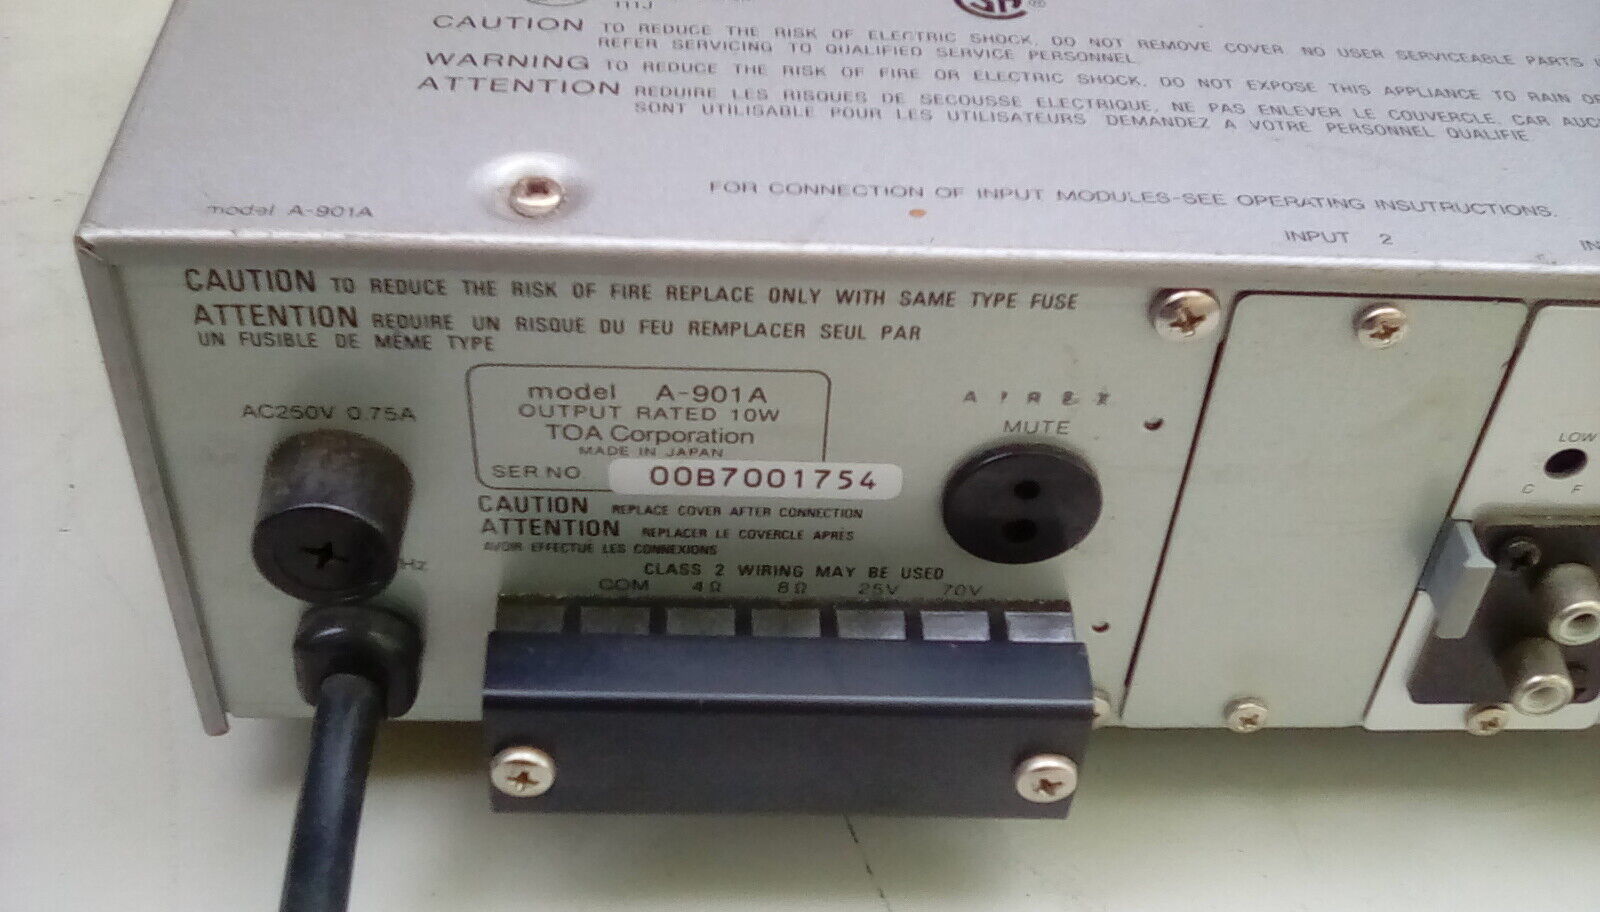 111J
CAUTION TO REDUCE THE RISK OF ELECTRIC SHOCK, DO NOT REMOVE COVER NO USER SERVICEABLE PARTS
REFER SERVICING TO QUALIFIED SERVICE PERSONNEL.
WARNING TO REDUCE THE RISK OF FIRE OR ELECTRIC SHOCK, DO NOT EXPOSE THIS APPLIANCE TO RAIN OR
ATTENTION REDUIRE LES RISQUES DE SECOUSSE ELECTRIQUE, NE PAS ENLEVER LE COUVERCLE, CAR AUC
SONT UTILISABLE POUR LES UTILISATEURS DEMANDEZ A VOTRE PERSONNEL QUALIFIE.
FOR CONNECTION OF INPUT MODULES-SEE OPERATING INSUTRUCTIONS.
model A-901A
INPUT 2
IN
CAUTION TO REDUCE THE RISK OF FIRE REPLACE ONLY WITH SAME TYPE FUSE
ATTENTION REDUIRE UN RISQUE DU FEU REMPLACER SEUL PAR
UN FUSIBLE DE MÊME TYPE
AC250V 0.75A
model A-901A
OUTPUT RATED 10W
TOA Corporation
MADE IN JAPAN
SER NO 00B7001754
MUTE
LOW
C F
CAUTION REPLACE COVER AFTER CONNECTION
ATTENTION REPLACER LE COVERCLE APRÈS
AVOIR EFFECTUE LES CONNEXIONS
Hz
CLASS 2 WIRING MAY BE USED
COM 4Ω 8Ω 25V 70V